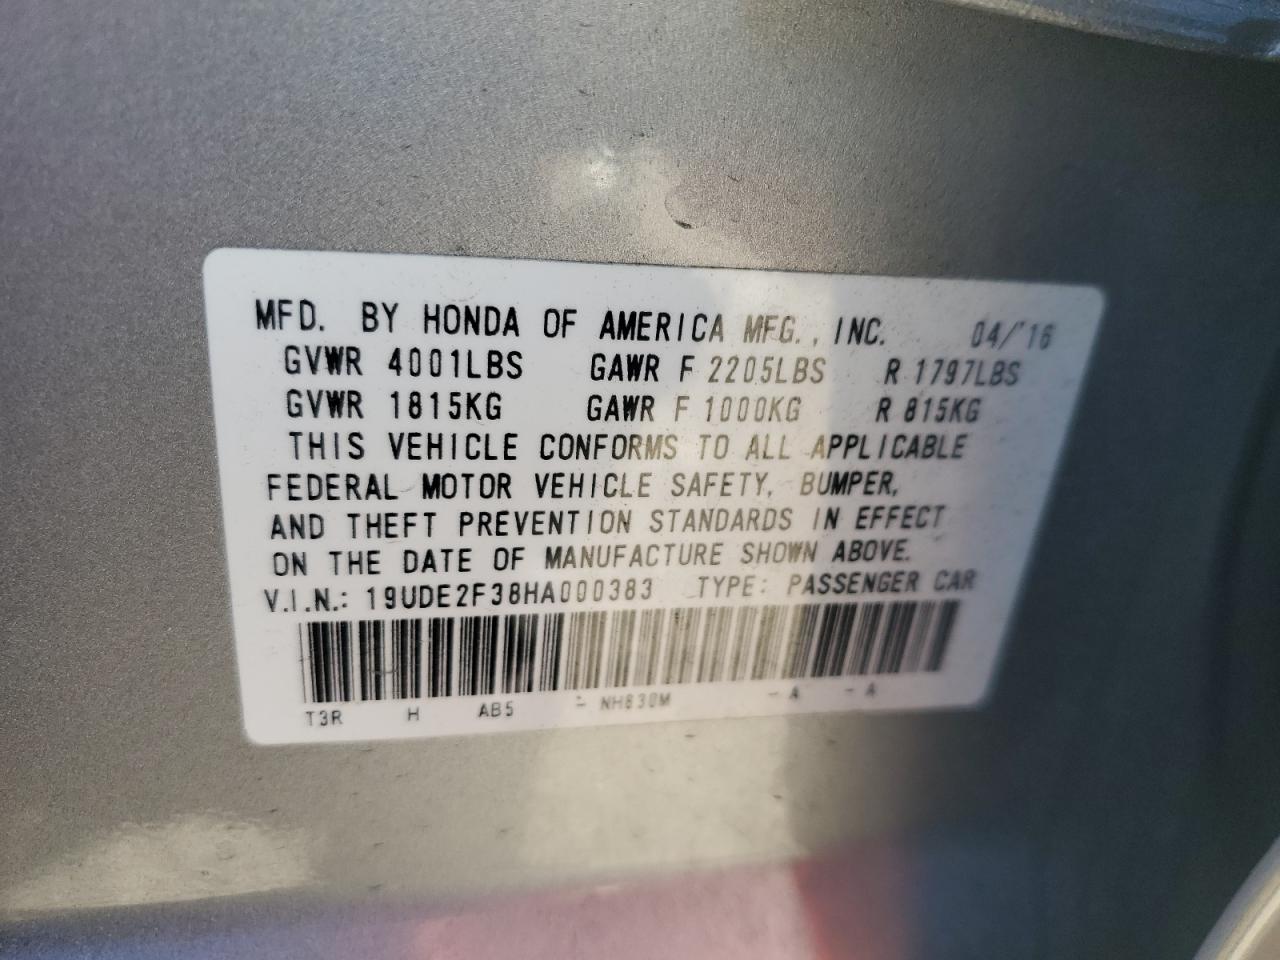 MFD. BY HONDA OF AMERICA MFG., INC. 04/'16
GVWR 4001LBS GAWR F 2205LBS R 1797LBS
GVWR 1815KG GAWR F 1000KG R 815KG
THIS VEHICLE CONFORMS TO ALL APPLICABLE
FEDERAL MOTOR VEHICLE SAFETY, BUMPER,
AND THEFT PREVENTION STANDARDS IN EFFECT
ON THE DATE OF MANUFACTURE SHOWN ABOVE.
V.I.N.: 19UDE2F38HA000383 TYPE: PASSENGER CAR
T3R H AB5 - NH830M - A - A